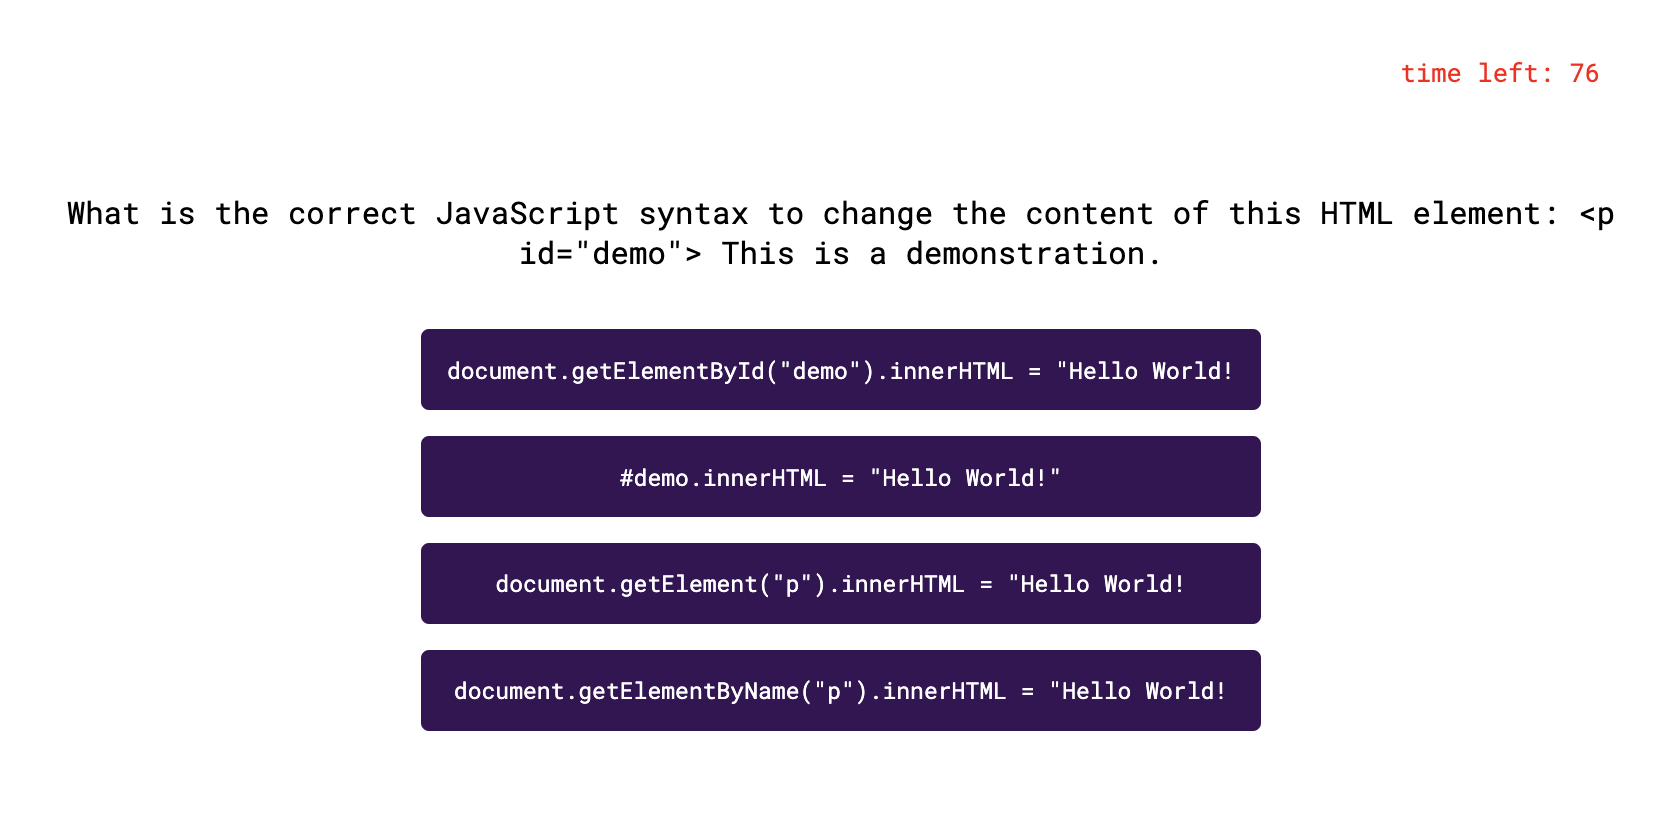 time left: 76
What is the correct JavaScript syntax to change the content of this HTML element: <p
id="demo"> This is a demonstration.
document.getElementById("demo").innerHTML = "Hello World!
#demo.innerHTML = "Hello World!"
document.getElement("p").innerHTML = "Hello World!
document.getElementByName("p").innerHTML = "Hello World!